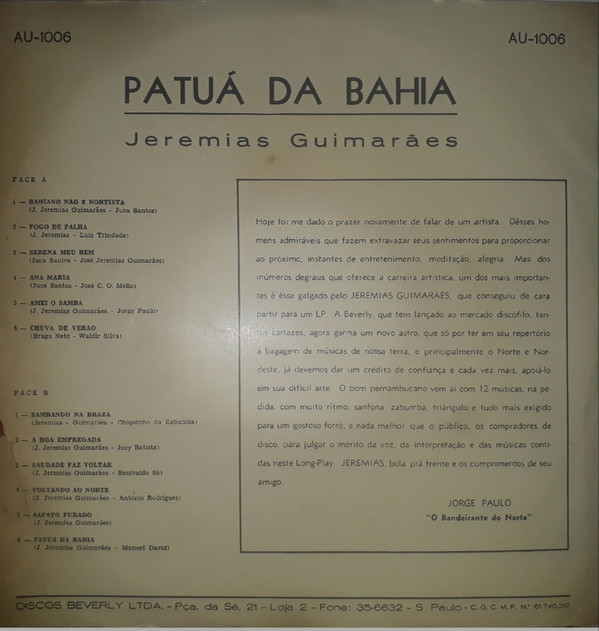 AU-1006
AU-1006
PATUÁ DA BAHIA
Jeremias Guimarães
FACE A
1 — BAHIANO NÃO E NORTISTA
(J. Jeremias Guimarães - Juca Santos)
2 — FOGO DE PALHA
(J. Jeremias - Luiz Trindade)
3 — SERENA MEU BEM
(Juca Santos - José Jeremias Guimarães)
4 — ANA MARIA
(Juca Santos - José C. O. Mello)
5 — AMEI O SAMBA
(J. Jeremias Guimarães - Jorge Paulo)
6 — CHUVA DE VERÃO
(Braga Neto - Waldir Silva)
FACE B
1 — SAMBANDO NA BRAZA
(Jeremias - Guimarães - Chiquinho da Zabumba)
2 — A BOA EMPREGADA
(J. Jeremias Guimarães - Joey Batista)
3 — SAUDADE FAZ VOLTAR
(J. Jeremias Guimarães - Benivaldo Sá)
4 — VOLTANDO AO NORTE
(J. Jeremias Guimarães - Antonio Rodrigues)
5 — SAFATO FURADO
(J. Jeremias Guimarães)
6 — PATUÁ DA BAHIA
(J. Jeremias Guimarães - Manoel David)
Hoje foi me dado o prazer novamente de falar de um artista. Dêsses ho-
mens admiráveis que fazem extravazar seus sentimentos para proporcionar
ao próximo, instantes de entretenimento, meditação, alegria. Mas dos
inúmeros degraus que oferece a carreira artística, um dos mais importan-
tes é êsse galgado pelo JEREMIAS GUIMARAES, que conseguiu de cara
partir para um LP. A Beverly, que tem lançado ao mercado discófilo, tan-
tos cartazes, agora ganha um novo astro, que só por ter em seu repertório
a bagagem de músicas de nossa terra, e principalmente o Norte e Nor-
deste, já devemos dar um crédito de confiança e cada vez mais, apoiá-lo
em sua difícil arte. O bom pernambucano vem aí com 12 músicas, na pe-
dida, com muito ritmo, sanfona, zabumba, triângulo e tudo mais exigido
para um gostoso forró, e nada melhor que o público, os compradores de
disco, para julgar o mérito da voz, da interpretação e das músicas conti-
das neste Long-Play. JEREMIAS, bola prá frente e os cumprimentos de seu
amigo.
JORGE PAULO
"O Bandeirante do Norte"
DISCOS BEVERLY LTDA. - Pça. da Sé, 21 - Loja 2 - Fone: 35-6632 - S. Paulo - C. G. C. M. F. N.º 61.740.310